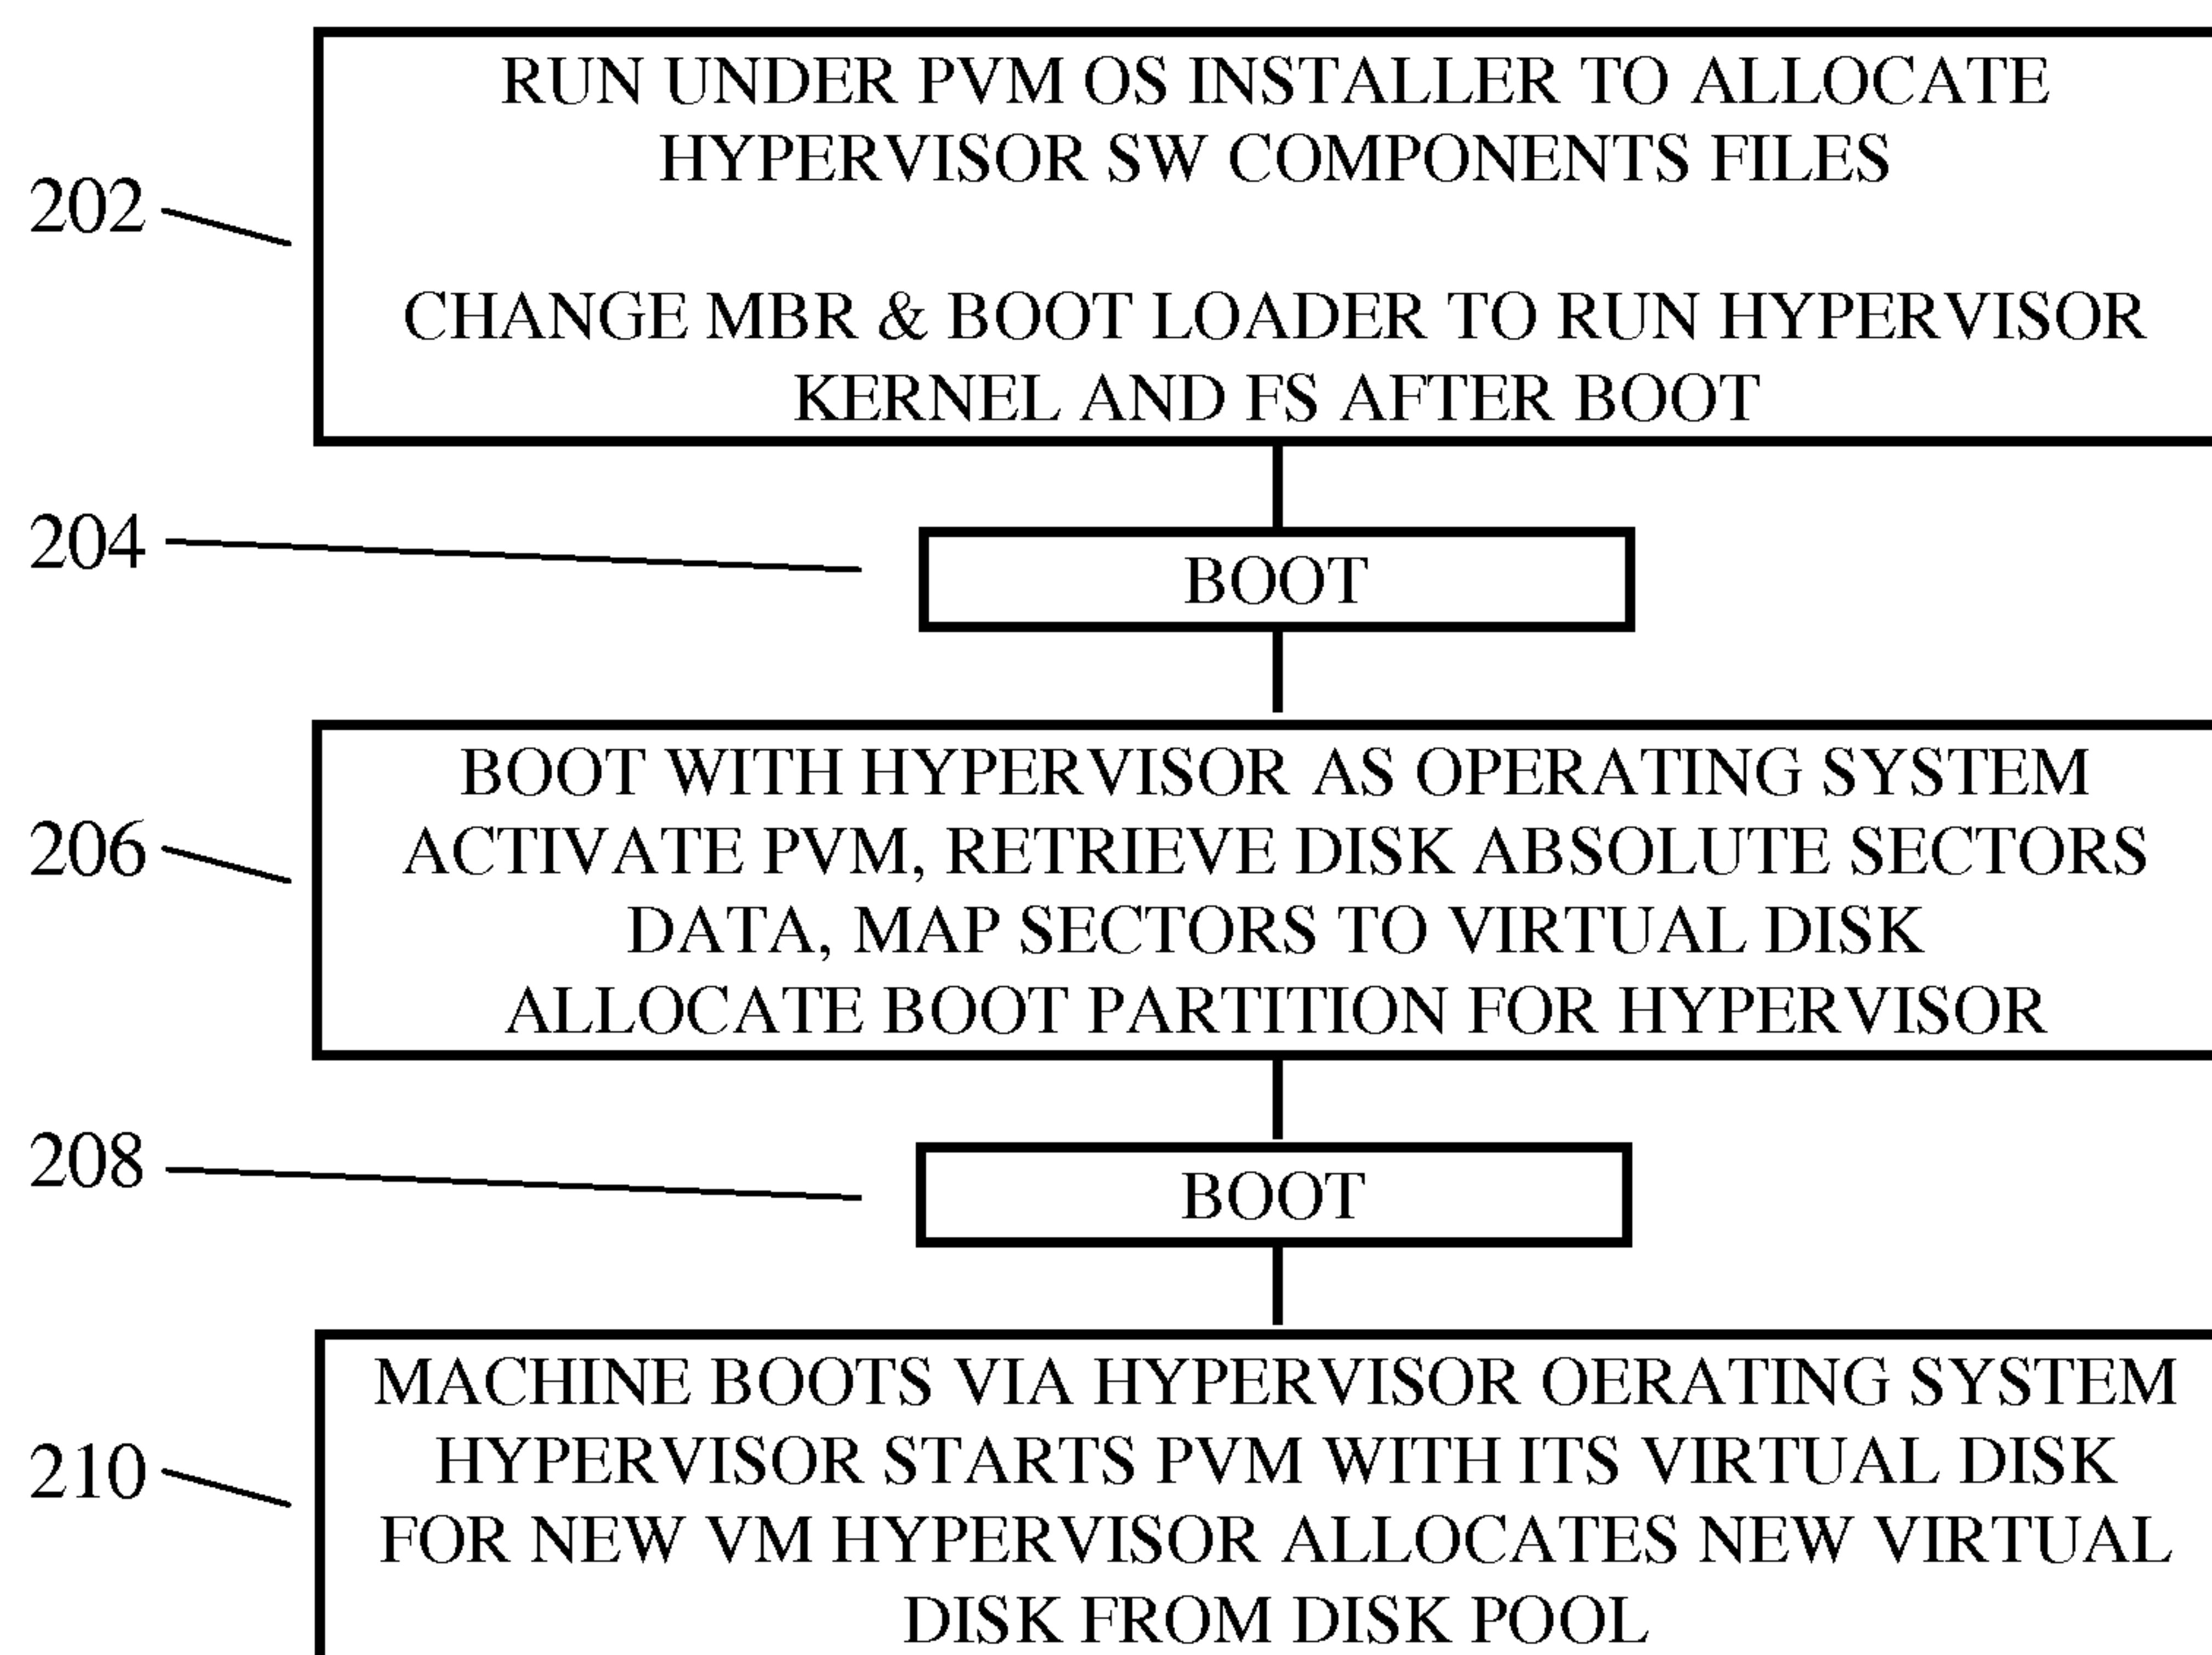 RUN UNDER PVM OS INSTALLER TO ALLOCATE
HYPERVISOR SW COMPONENTS FILES
202
CHANGE MBR & BOOT LOADER TO RUN HYPERVISOR
KERNEL AND FS AFTER BOOT
204
BOOT
BOOT WITH HYPERVISOR AS OPERATING SYSTEM
206
ACTIVATE PVM, RETRIEVE DISK ABSOLUTE SECTORS
DATA, MAP SECTORS TO VIRTUAL DISK
ALLOCATE BOOT PARTITION FOR HYPERVISOR
208
BOOT
MACHINE BOOTS VIA HYPERVISOR OERATING SYSTEM
210
HYPERVISOR STARTS PVM WITH ITS VIRTUAL DISK
FOR NEW VM HYPERVISOR ALLOCATES NEW VIRTUAL
DISK FROM DISK POOL